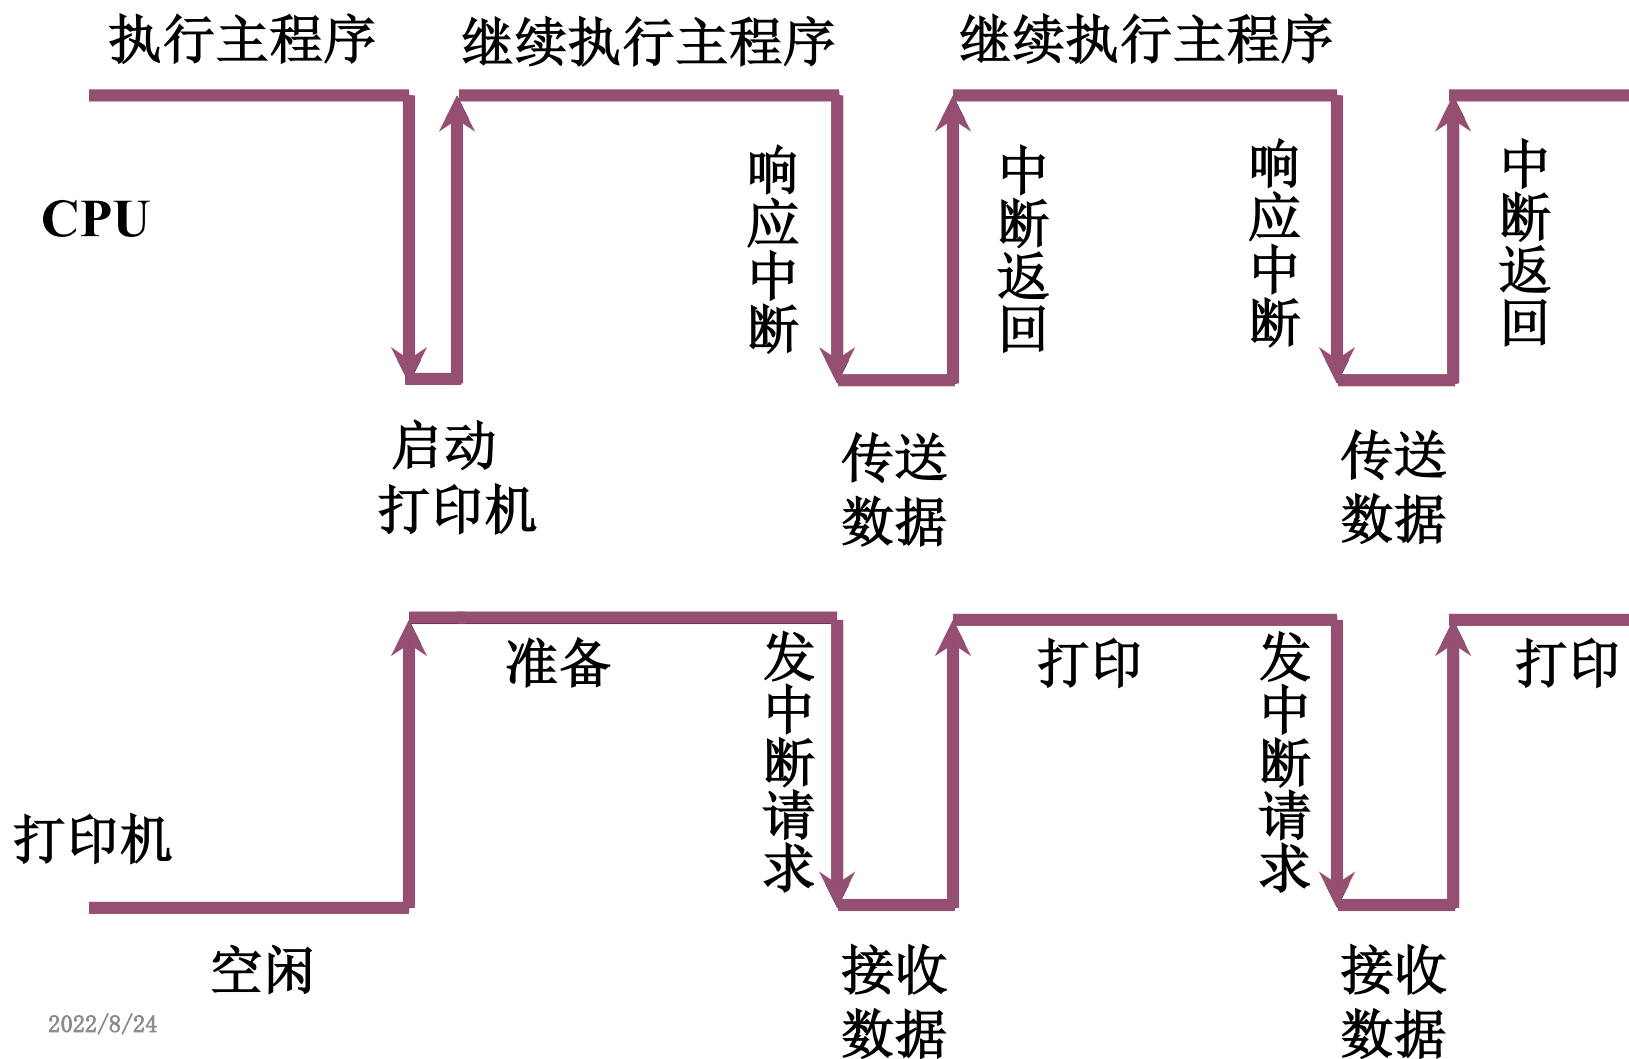 执行主程序
继续执行主程序
继续执行主程序
CPU
响应中断
中断返回
响应中断
中断返回
启动
打印机
传送
数据
传送
数据
准备
发中断请求
打印
发中断请求
打印
打印机
空闲
接收
数据
接收
数据
2022/8/24